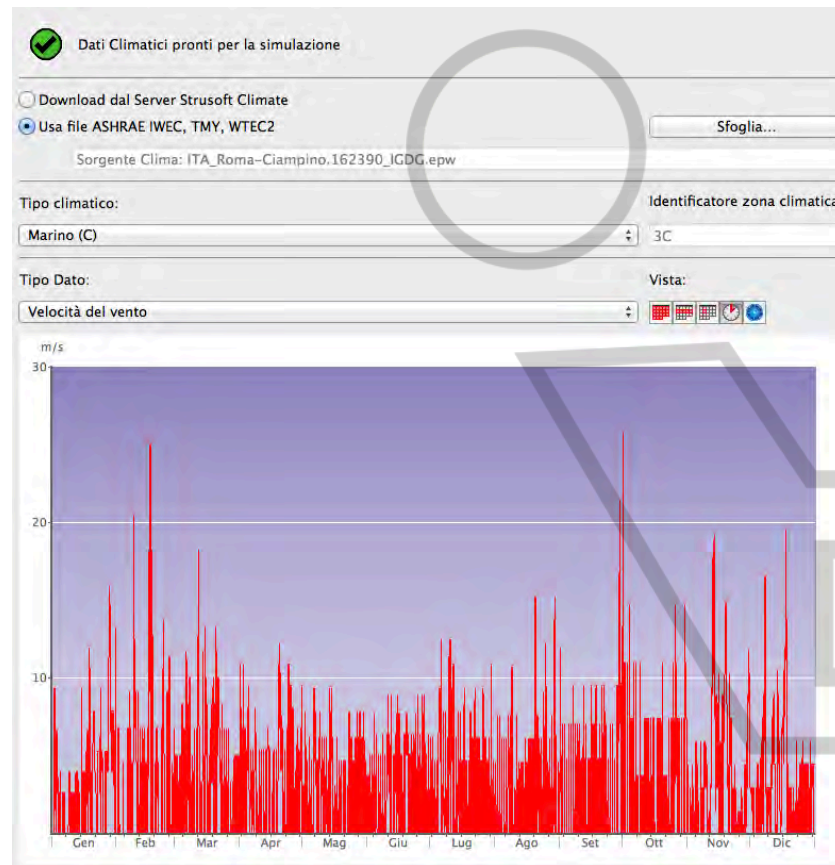 Dati Climatici pronti per la simulazione
Download dal Server Strusoft Climate
Usa file ASHRAE IWEC, TMY, WTEC2
Sfoglia...
Sorgente Clima: ITA_Roma-Ciampino.162390_IGDG.epw
Tipo climatico:
Identificatore zona climatica
Marino (C)
3C
Tipo Dato:
Vista:
Velocità del vento
m/s
30
20
10
Gen Feb Mar Apr Mag Giu Lug Ago Set Ott Nov Dic